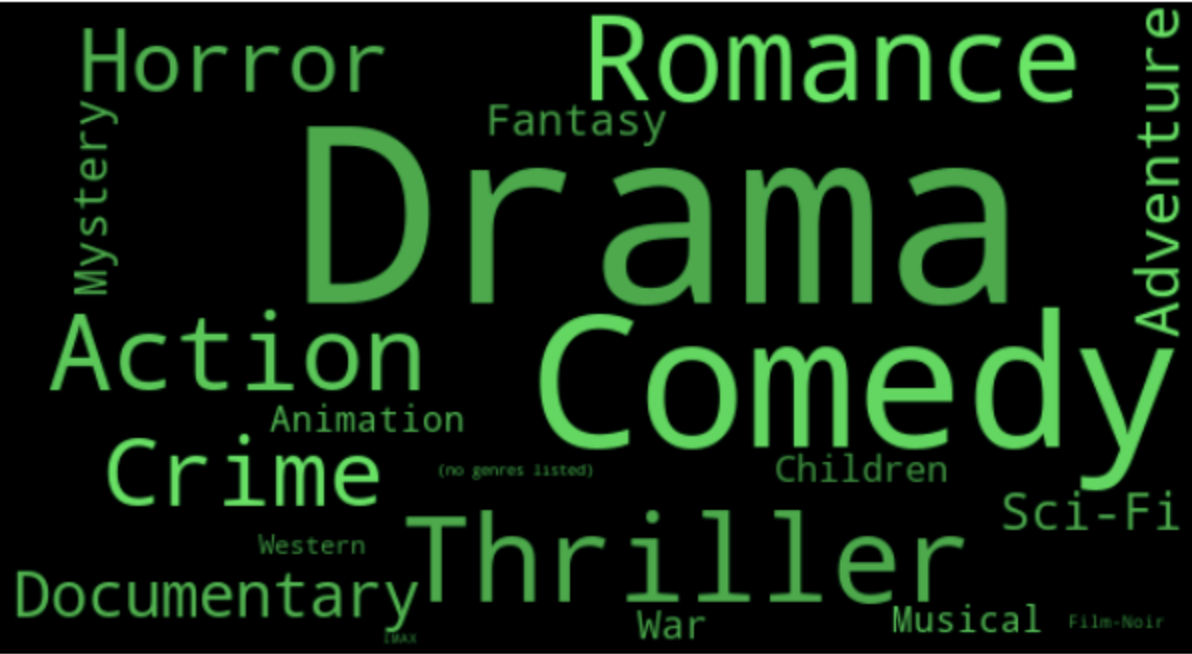 Horror
Romance
Adventure
Mystery
Fantasy
Drama
Action
Comedy
Animation
Crime
(no genres listed)
Children
Sci-Fi
Western
Thriller
Documentary
War
Musical
Film-Noir
IMAX